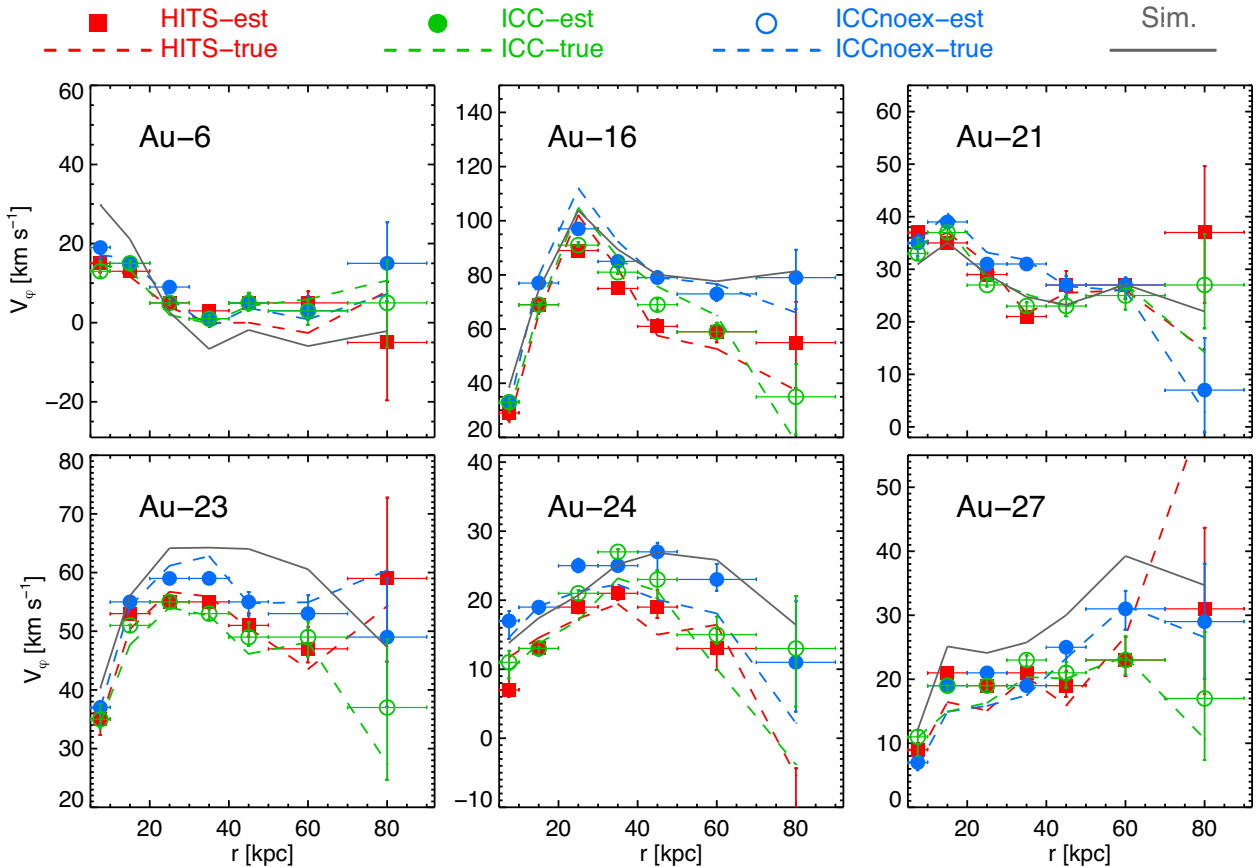 HITS-est ICC-est ICCnoex-est Sim.
HITS-true ICC-true ICCnoex-true
Au-6
60
40
20
0
-20
Vφ [km s⁻¹]
Au-16
140
120
100
80
60
40
20
Au-21
60
50
40
30
20
10
0
Au-23
80
70
60
50
40
30
20
Vφ [km s⁻¹]
20 40 60 80
r [kpc]
Au-24
40
30
20
10
0
-10
20 40 60 80
r [kpc]
Au-27
50
40
30
20
10
0
20 40 60 80
r [kpc]